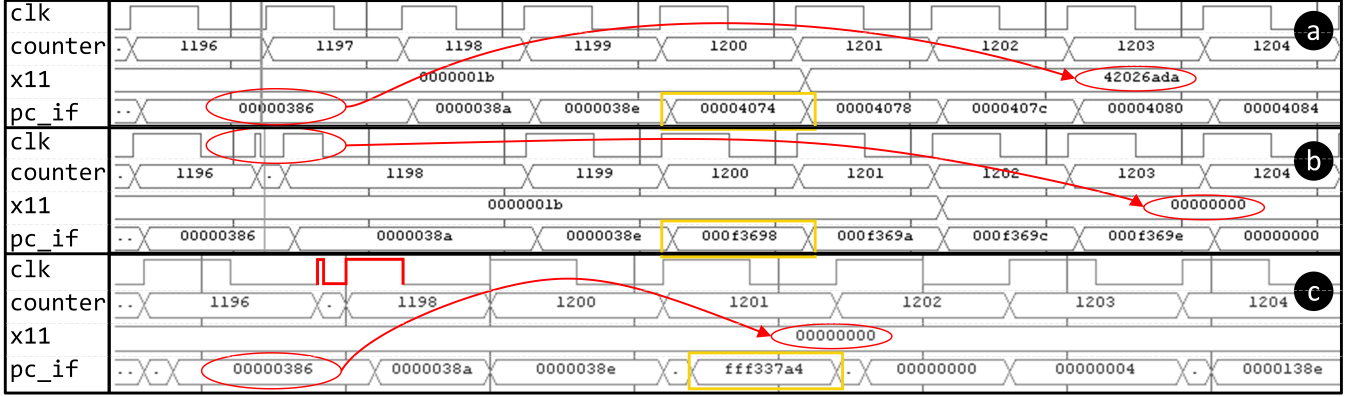 clk a
counter . 1196 1197 1198 1199 1200 1201 1202 1203 1204
x11 0000001b 42026ada
pc_if .. 00000386 0000038a 0000038e 00004074 00004078 0000407c 00004080 00004084
clk b
counter . 1196 . 1198 1199 1200 1201 1202 1203 1204
x11 0000001b 00000000
pc_if .. 00000386 0000038a 0000038e 000f3698 000f369a 000f369c 000f369e 00000000
clk c
counter .. 1196 . 1198 1200 1201 1202 1203 1204
x11 00000000
pc_if .. . 00000386 0000038a 0000038e . fff337a4 . 00000000 00000004 . 0000138e